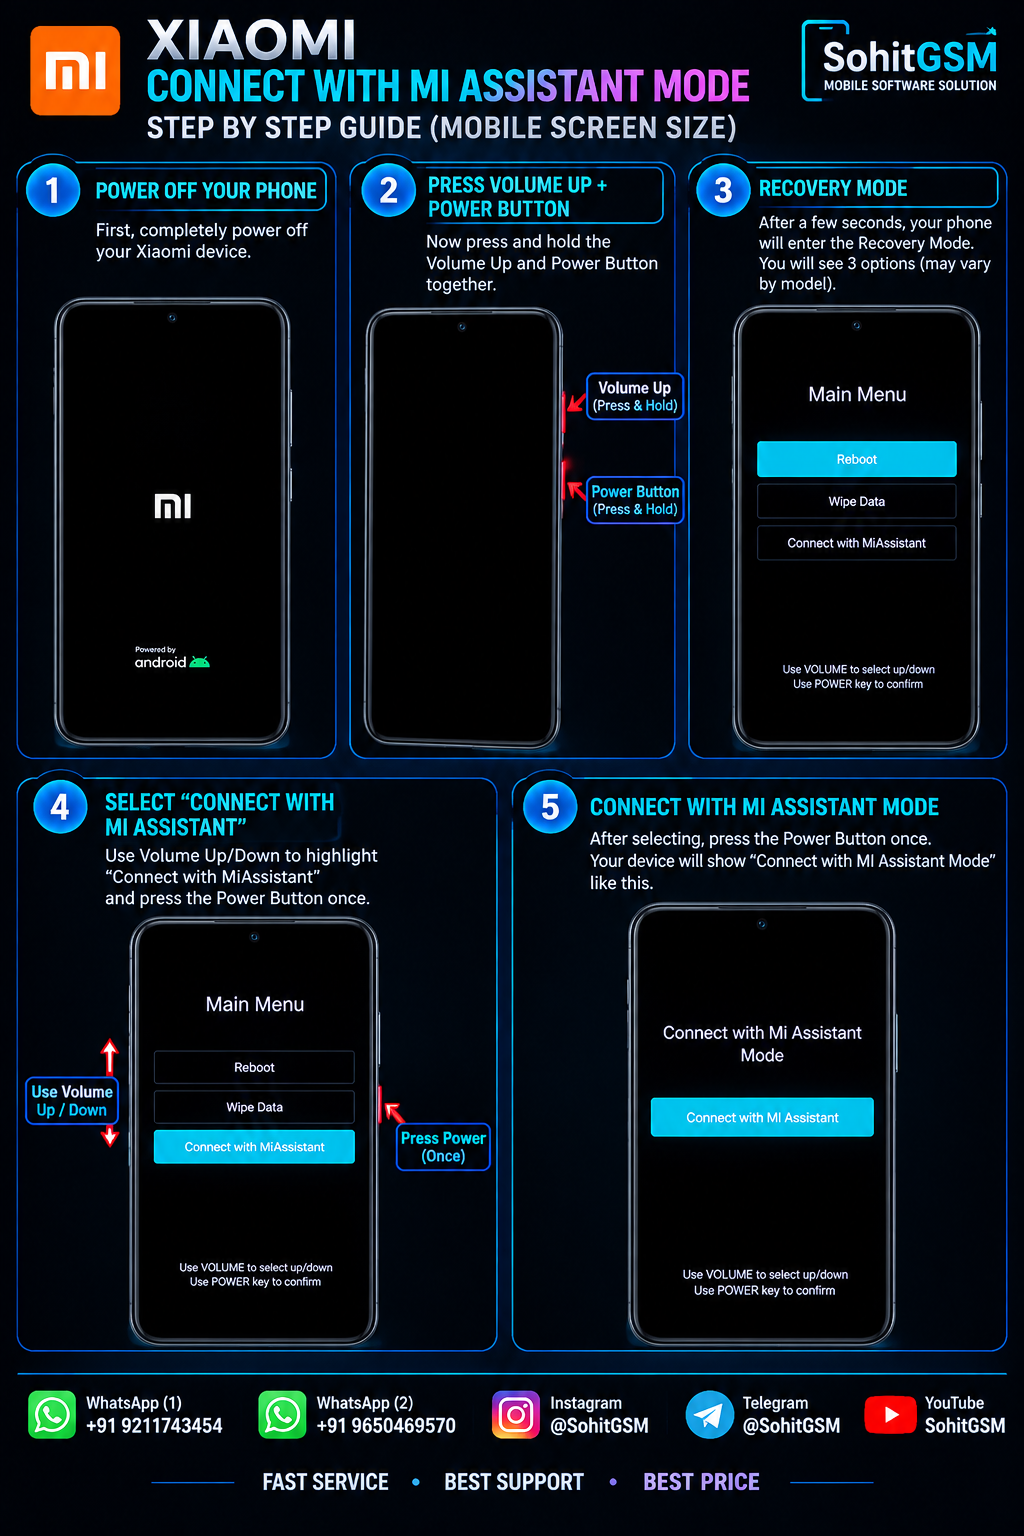 mi
XIAOMI
CONNECT WITH MI ASSISTANT MODE
STEP BY STEP GUIDE (MOBILE SCREEN SIZE)
SohitGSM
MOBILE SOFTWARE SOLUTION
1
POWER OFF YOUR PHONE
First, completely power off
your Xiaomi device.
mi
Powered by
android
2
PRESS VOLUME UP +
POWER BUTTON
Now press and hold the
Volume Up and Power Button
together.
Volume Up
(Press & Hold)
Power Button
(Press & Hold)
3
RECOVERY MODE
After a few seconds, your phone
will enter the Recovery Mode.
You will see 3 options (may vary
by model).
Main Menu
Reboot
Wipe Data
Connect with MiAssistant
Use VOLUME to select up/down
Use POWER key to confirm
4
SELECT “CONNECT WITH
MI ASSISTANT”
Use Volume Up/Down to highlight
“Connect with MiAssistant”
and press the Power Button once.
Main Menu
Reboot
Wipe Data
Connect with MiAssistant
Use Volume
Up / Down
Press Power
(Once)
Use VOLUME to select up/down
Use POWER key to confirm
5
CONNECT WITH MI ASSISTANT MODE
After selecting, press the Power Button once.
Your device will show “Connect with MI Assistant Mode”
like this.
Connect with Mi Assistant
Mode
Connect with MI Assistant
Use VOLUME to select up/down
Use POWER key to confirm
WhatsApp (1)
+91 9211743454
WhatsApp (2)
+91 9650469570
Instagram
@SohitGSM
Telegram
@SohitGSM
YouTube
SohitGSM
FAST SERVICE • BEST SUPPORT • BEST PRICE